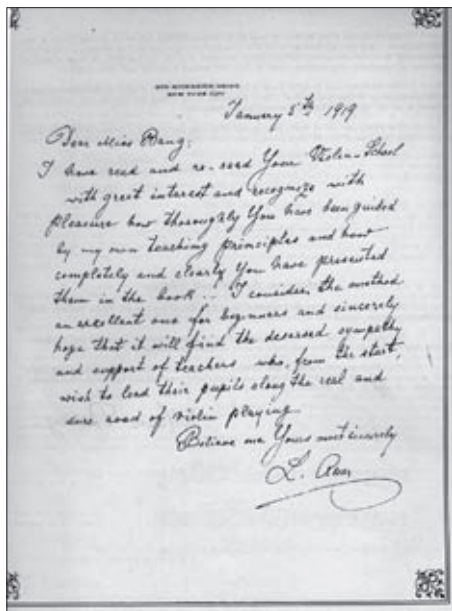 NEW YORK CITY
January 5th 1919
Dear Miss Bang:
I have read and re-read Your Violin-School
with great interest and recognize with
pleasure how thoroughly You have been guided
by my own teaching principles and how
completely and clearly You have presented
them in the book. I consider the method
an excellent one for beginners and sincerely
hope that it will find the deserved sympathy
and support of teachers who, from the start,
wish to lead their pupils along the real and
sure road of violin playing.
Believe me Yours most sincerely
L. Auer